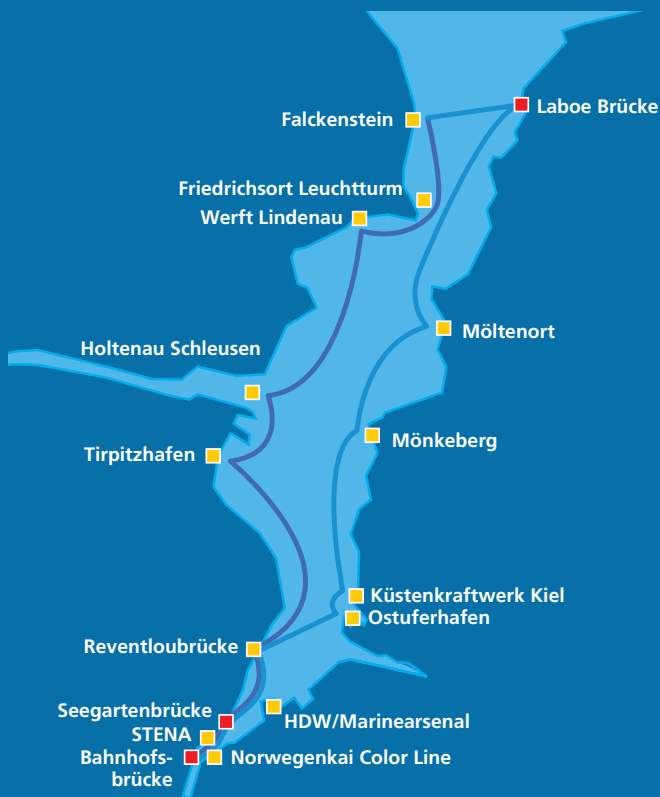 Laboe Brücke
Falckenstein
Friedrichsort Leuchtturm
Werft Lindenau
Möltenort
Holtenau Schleusen
Mönkeberg
Tirpitzhafen
Küstenkraftwerk Kiel
Ostuferhafen
Reventloubrücke
Seegartenbrücke
HDW/Marinearsenal
STENA
Bahnhofs-
brücke
Norwegenkai Color Line